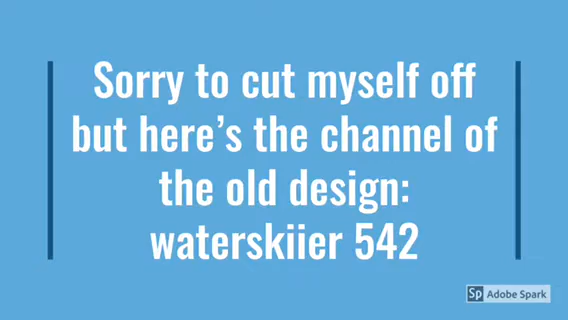 Sorry to cut myself off
but here's the channel of
the old design:
waterskiier 542
Sp Adobe Spark